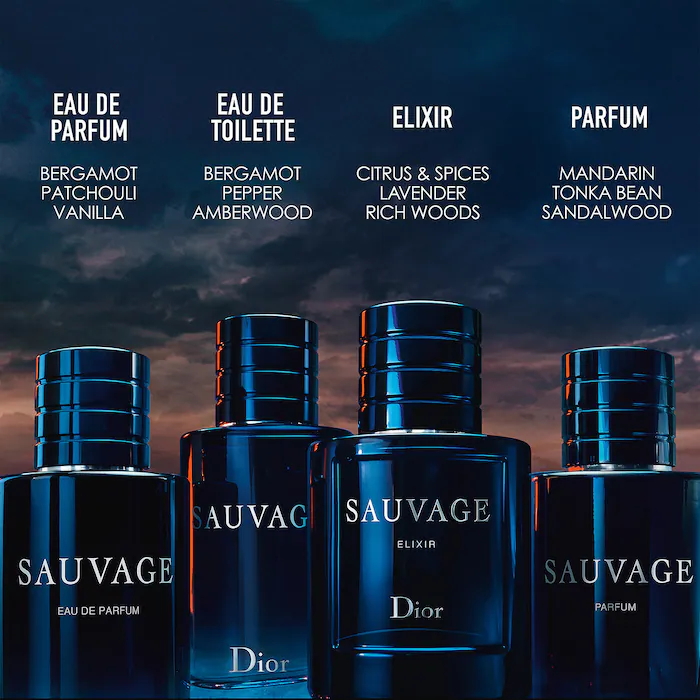 EAU DE
PARFUM
BERGAMOT
PATCHOULI
VANILLA
EAU DE
TOILETTE
BERGAMOT
PEPPER
AMBERWOOD
ELIXIR
CITRUS & SPICES
LAVENDER
RICH WOODS
PARFUM
MANDARIN
TONKA BEAN
SANDALWOOD
SAUVAGE
EAU DE PARFUM
SAUVAG
Dior
SAUVAGE
ELIXIR
Dior
SAUVAGE
PARFUM